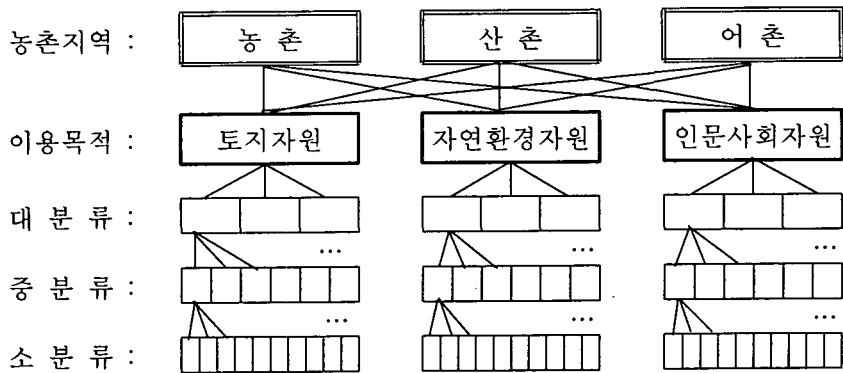 농촌지역 : 농 촌 산 촌 어 촌
이용목적 : 토지자원 자연환경자원 인문사회자원
대 분 류 :
... ... ...
중 분 류 :
... ... ...
소 분 류 :